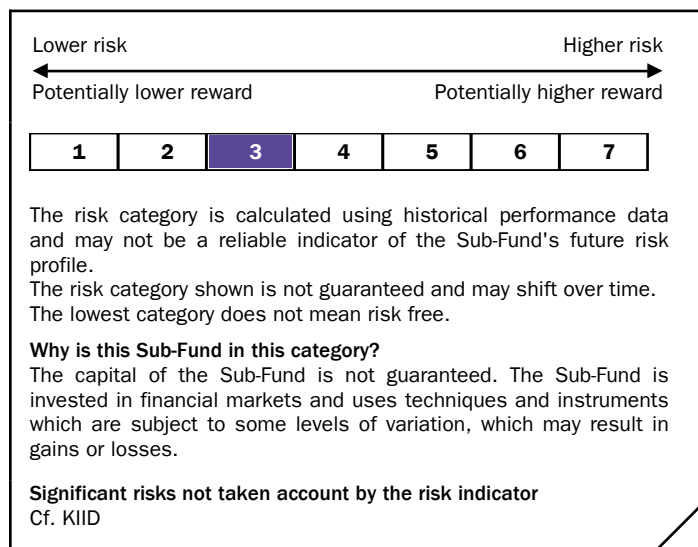 Lower risk Higher risk
Potentially lower reward Potentially higher reward
1 2 3 4 5 6 7
The risk category is calculated using historical performance data
and may not be a reliable indicator of the Sub-Fund's future risk
profile.
The risk category shown is not guaranteed and may shift over time.
The lowest category does not mean risk free.
Why is this Sub-Fund in this category?
The capital of the Sub-Fund is not guaranteed. The Sub-Fund is
invested in financial markets and uses techniques and instruments
which are subject to some levels of variation, which may result in
gains or losses.
Significant risks not taken account by the risk indicator
Cf. KIID